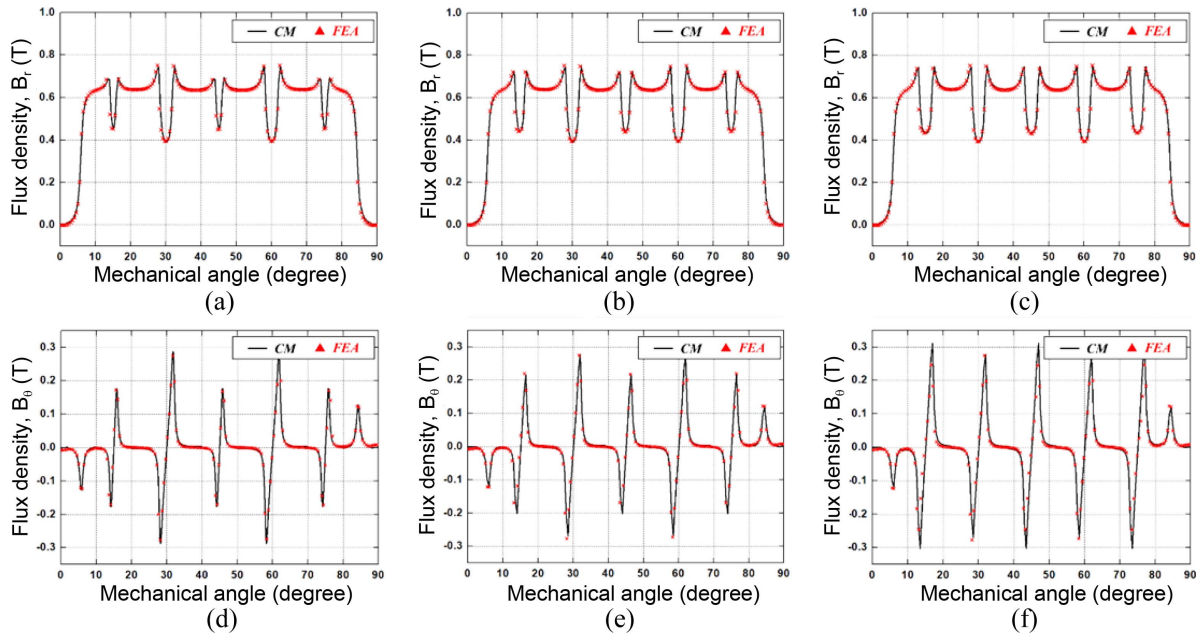 1.0
0.8
0.6
0.4
0.2
0.0
Flux density, Br (T)
CM FEA
0 10 20 30 40 50 60 70 80 90
Mechanical angle (degree)
(a)
1.0
0.8
0.6
0.4
0.2
0.0
Flux density, Br (T)
CM FEA
0 10 20 30 40 50 60 70 80 90
Mechanical angle (degree)
(b)
1.0
0.8
0.6
0.4
0.2
0.0
Flux density, Br (T)
CM FEA
0 10 20 30 40 50 60 70 80 90
Mechanical angle (degree)
(c)
0.3
0.2
0.1
0.0
-0.1
-0.2
-0.3
Flux density, Bθ (T)
CM FEA
0 10 20 30 40 50 60 70 80 90
Mechanical angle (degree)
(d)
0.3
0.2
0.1
0.0
-0.1
-0.2
-0.3
Flux density, Bθ (T)
CM FEA
0 10 20 30 40 50 60 70 80 90
Mechanical angle (degree)
(e)
0.3
0.2
0.1
0.0
-0.1
-0.2
-0.3
Flux density, Bθ (T)
CM FEA
0 10 20 30 40 50 60 70 80 90
Mechanical angle (degree)
(f)